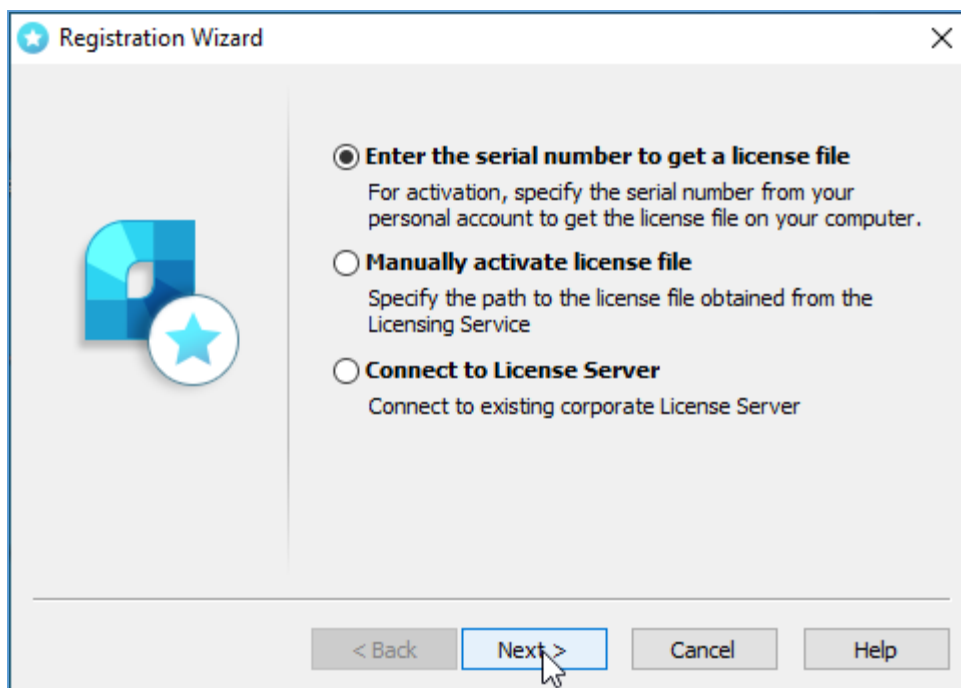 Registration Wizard
Enter the serial number to get a license file
For activation, specify the serial number from your
personal account to get the license file on your computer.
Manually activate license file
Specify the path to the license file obtained from the
Licensing Service
Connect to License Server
Connect to existing corporate License Server
< Back
Next >
Cancel
Help